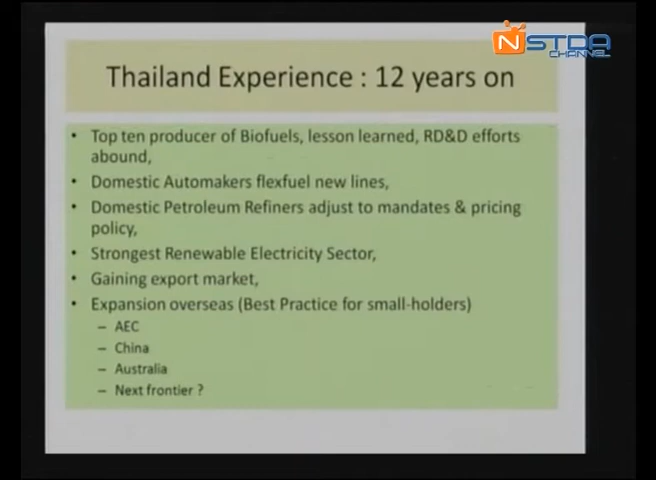 NSTDA
CHANNEL
Thailand Experience : 12 years on
• Top ten producer of Biofuels, lesson learned, RD&D efforts
abound,
• Domestic Automakers flexfuel new lines,
• Domestic Petroleum Refiners adjust to mandates & pricing
policy,
• Strongest Renewable Electricity Sector,
• Gaining export market,
• Expansion overseas (Best Practice for small-holders)
– AEC
– China
– Australia
– Next frontier ?